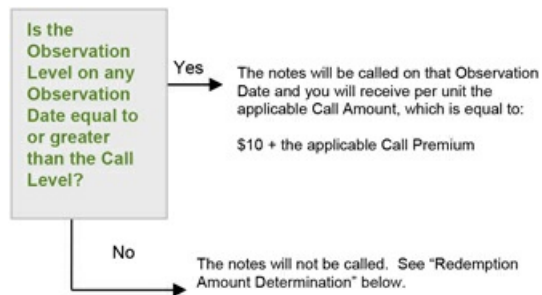 Is the
Observation
Level on any
Observation
Date equal to
or greater
than the Call
Level?
Yes
The notes will be called on that Observation
Date and you will receive per unit the
applicable Call Amount, which is equal to:
$10 + the applicable Call Premium
No
The notes will not be called. See “Redemption
Amount Determination” below.